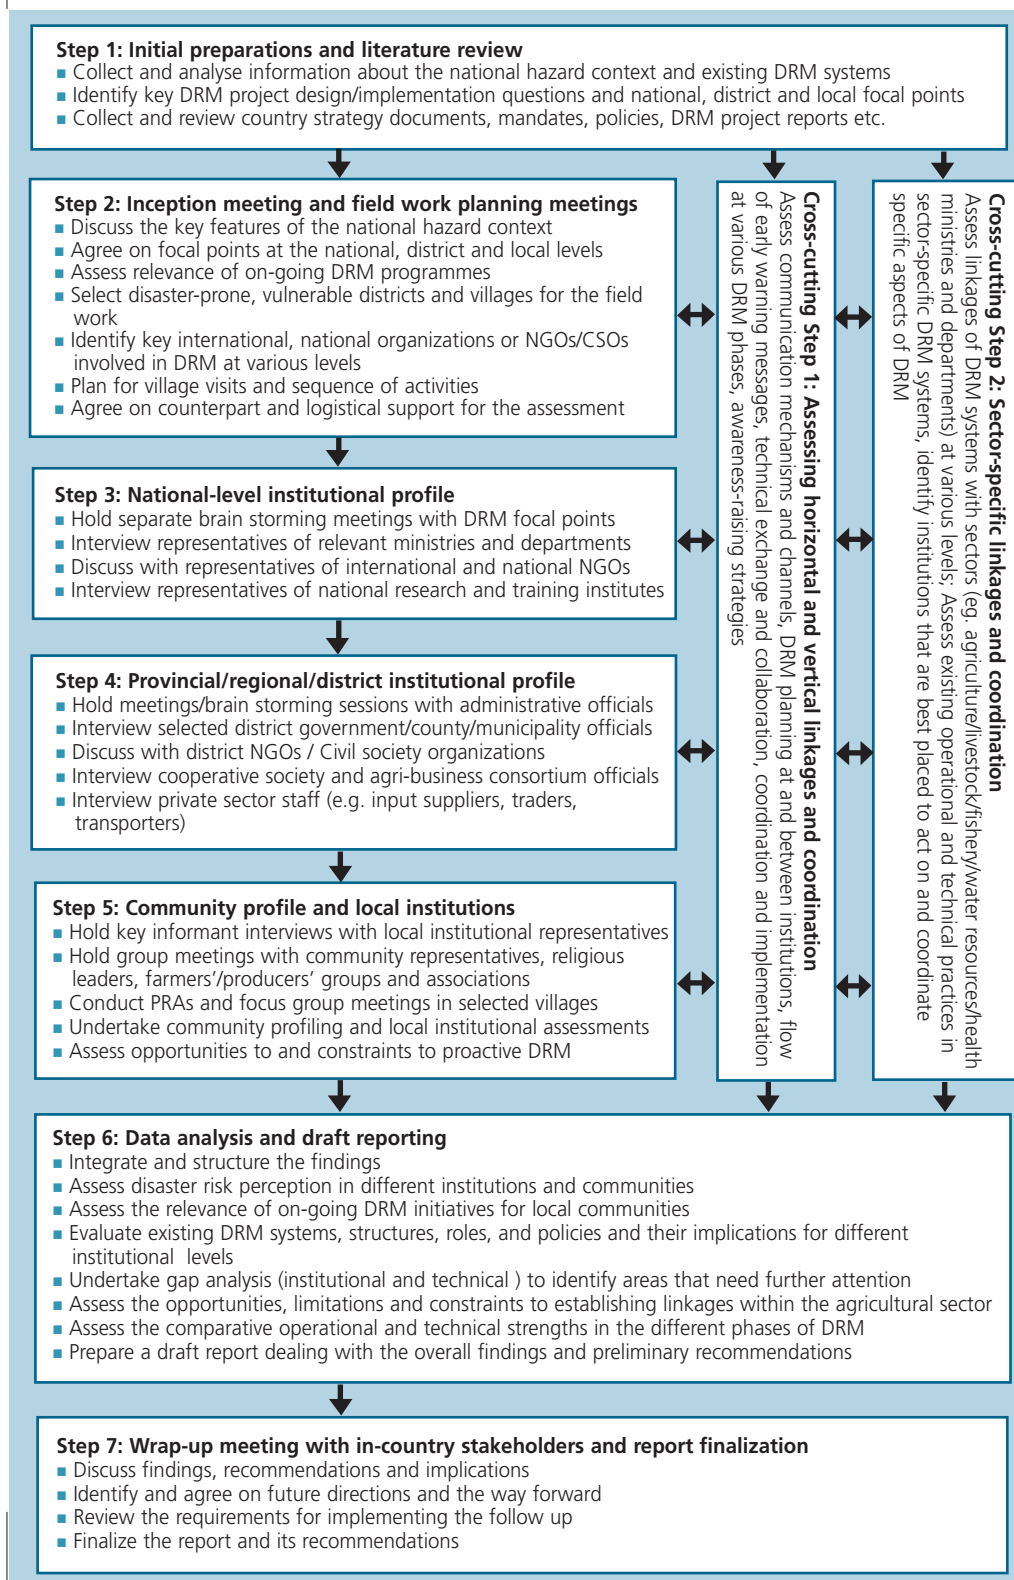 Step 1: Initial preparations and literature review
■ Collect and analyse information about the national hazard context and existing DRM systems
■ Identify key DRM project design/implementation questions and national, district and local focal points
■ Collect and review country strategy documents, mandates, policies, DRM project reports etc.
Step 2: Inception meeting and field work planning meetings
■ Discuss the key features of the national hazard context
■ Agree on focal points at the national, district and local levels
■ Assess relevance of on-going DRM programmes
■ Select disaster-prone, vulnerable districts and villages for the field
work
■ Identify key international, national organizations or NGOs/CSOs
involved in DRM at various levels
■ Plan for village visits and sequence of activities
■ Agree on counterpart and logistical support for the assessment
Step 3: National-level institutional profile
■ Hold separate brain storming meetings with DRM focal points
■ Interview representatives of relevant ministries and departments
■ Discuss with representatives of international and national NGOs
■ Interview representatives of national research and training institutes
Step 4: Provincial/regional/district institutional profile
■ Hold meetings/brain storming sessions with administrative officials
■ Interview selected district government/county/municipality officials
■ Discuss with district NGOs / Civil society organizations
■ Interview cooperative society and agri-business consortium officials
■ Interview private sector staff (e.g. input suppliers, traders,
transporters)
Step 5: Community profile and local institutions
■ Hold key informant interviews with local institutional representatives
■ Hold group meetings with community representatives, religious
leaders, farmers'/producers' groups and associations
■ Conduct PRAs and focus group meetings in selected villages
■ Undertake community profiling and local institutional assessments
■ Assess opportunities to and constraints to proactive DRM
Cross-cutting Step 1: Assessing horizontal and vertical linkages and coordination
Assess communication mechanisms and channels, DRM planning at and between institutions, flow
of early warning messages, technical exchange and collaboration, coordination and implementation
at various DRM phases, awareness-raising strategies
Cross-cutting Step 2: Sector-specific linkages and coordination
Assess linkages of DRM systems with sectors (eg. agriculture/livestock/fishery/water resources/health
ministries and departments) at various levels; Assess existing operational and technical practices in
sector-specific DRM systems, identify institutions that are best placed to act on and coordinate
specific aspects of DRM
Step 6: Data analysis and draft reporting
■ Integrate and structure the findings
■ Assess disaster risk perception in different institutions and communities
■ Assess the relevance of on-going DRM initiatives for local communities
■ Evaluate existing DRM systems, structures, roles, and policies and their implications for different
institutional levels
■ Undertake gap analysis (institutional and technical ) to identify areas that need further attention
■ Assess the opportunities, limitations and constraints to establishing linkages within the agricultural sector
■ Assess the comparative operational and technical strengths in the different phases of DRM
■ Prepare a draft report dealing with the overall findings and preliminary recommendations
Step 7: Wrap-up meeting with in-country stakeholders and report finalization
■ Discuss findings, recommendations and implications
■ Identify and agree on future directions and the way forward
■ Review the requirements for implementing the follow up
■ Finalize the report and its recommendations